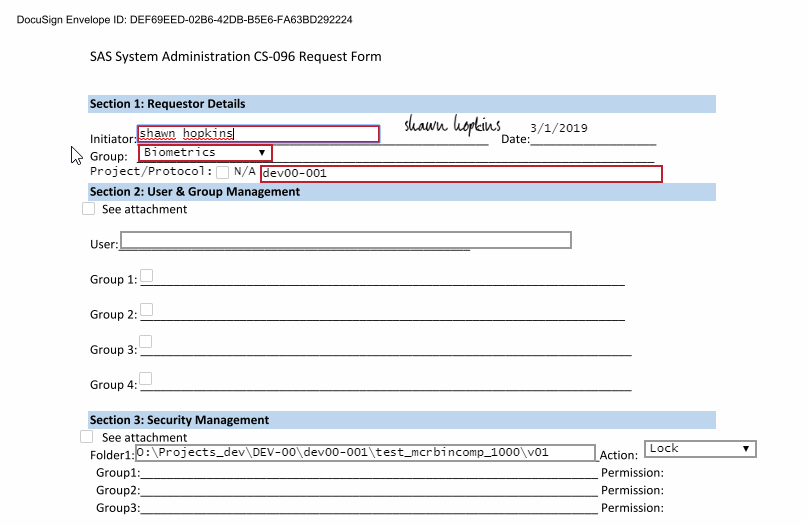 DocuSign Envelope ID: DEF69EED-02B6-42DB-B5E6-FA63BD292224
SAS System Administration CS-096 Request Form
Section 1: Requestor Details
Initiator: shawn hopkins shawn hopkins Date: 3/1/2019
Group: Biometrics
Project/Protocol: N/A dev00-001
Section 2: User & Group Management
See attachment
User:
Group 1:
Group 2:
Group 3:
Group 4:
Section 3: Security Management
See attachment
Folder1: O:\Projects_dev\DEV-00\dev00-001\test_mcrbincomp_1000\v01 Action: Lock
Group1: Permission:
Group2: Permission:
Group3: Permission: